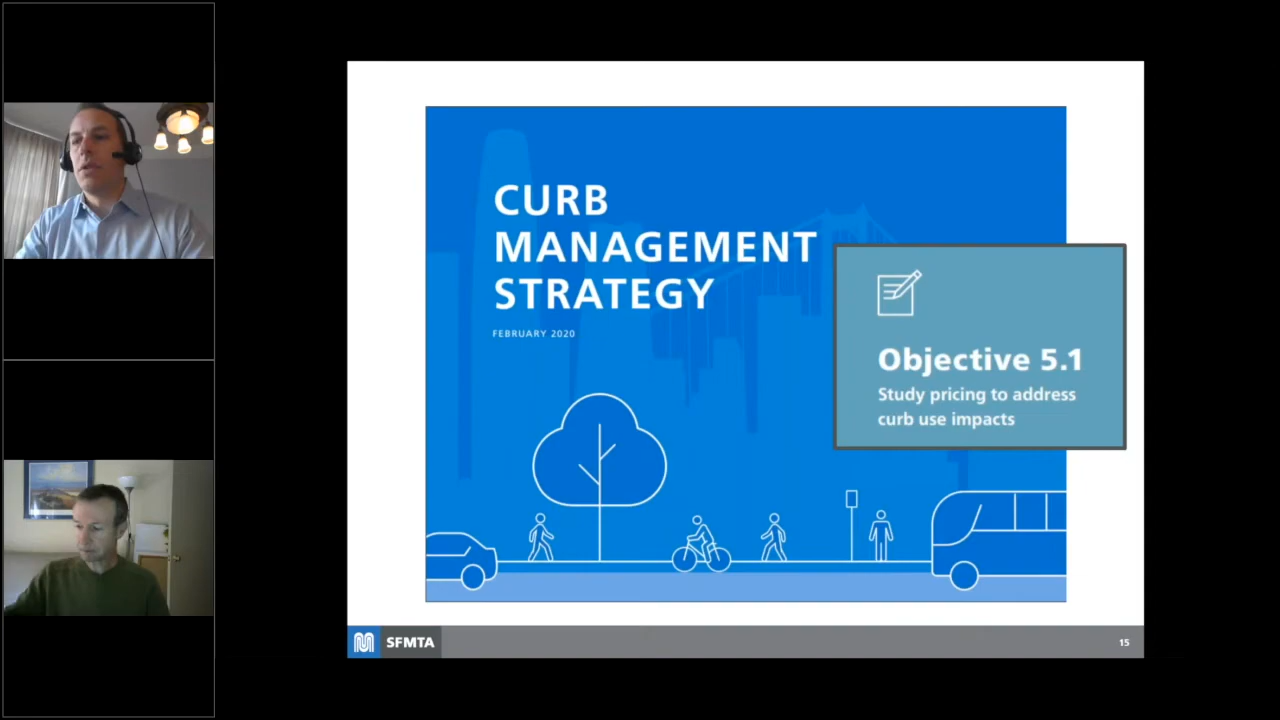 CURB
MANAGEMENT
STRATEGY
FEBRUARY 2020
Objective 5.1
Study pricing to address
curb use impacts
SFMTA
15